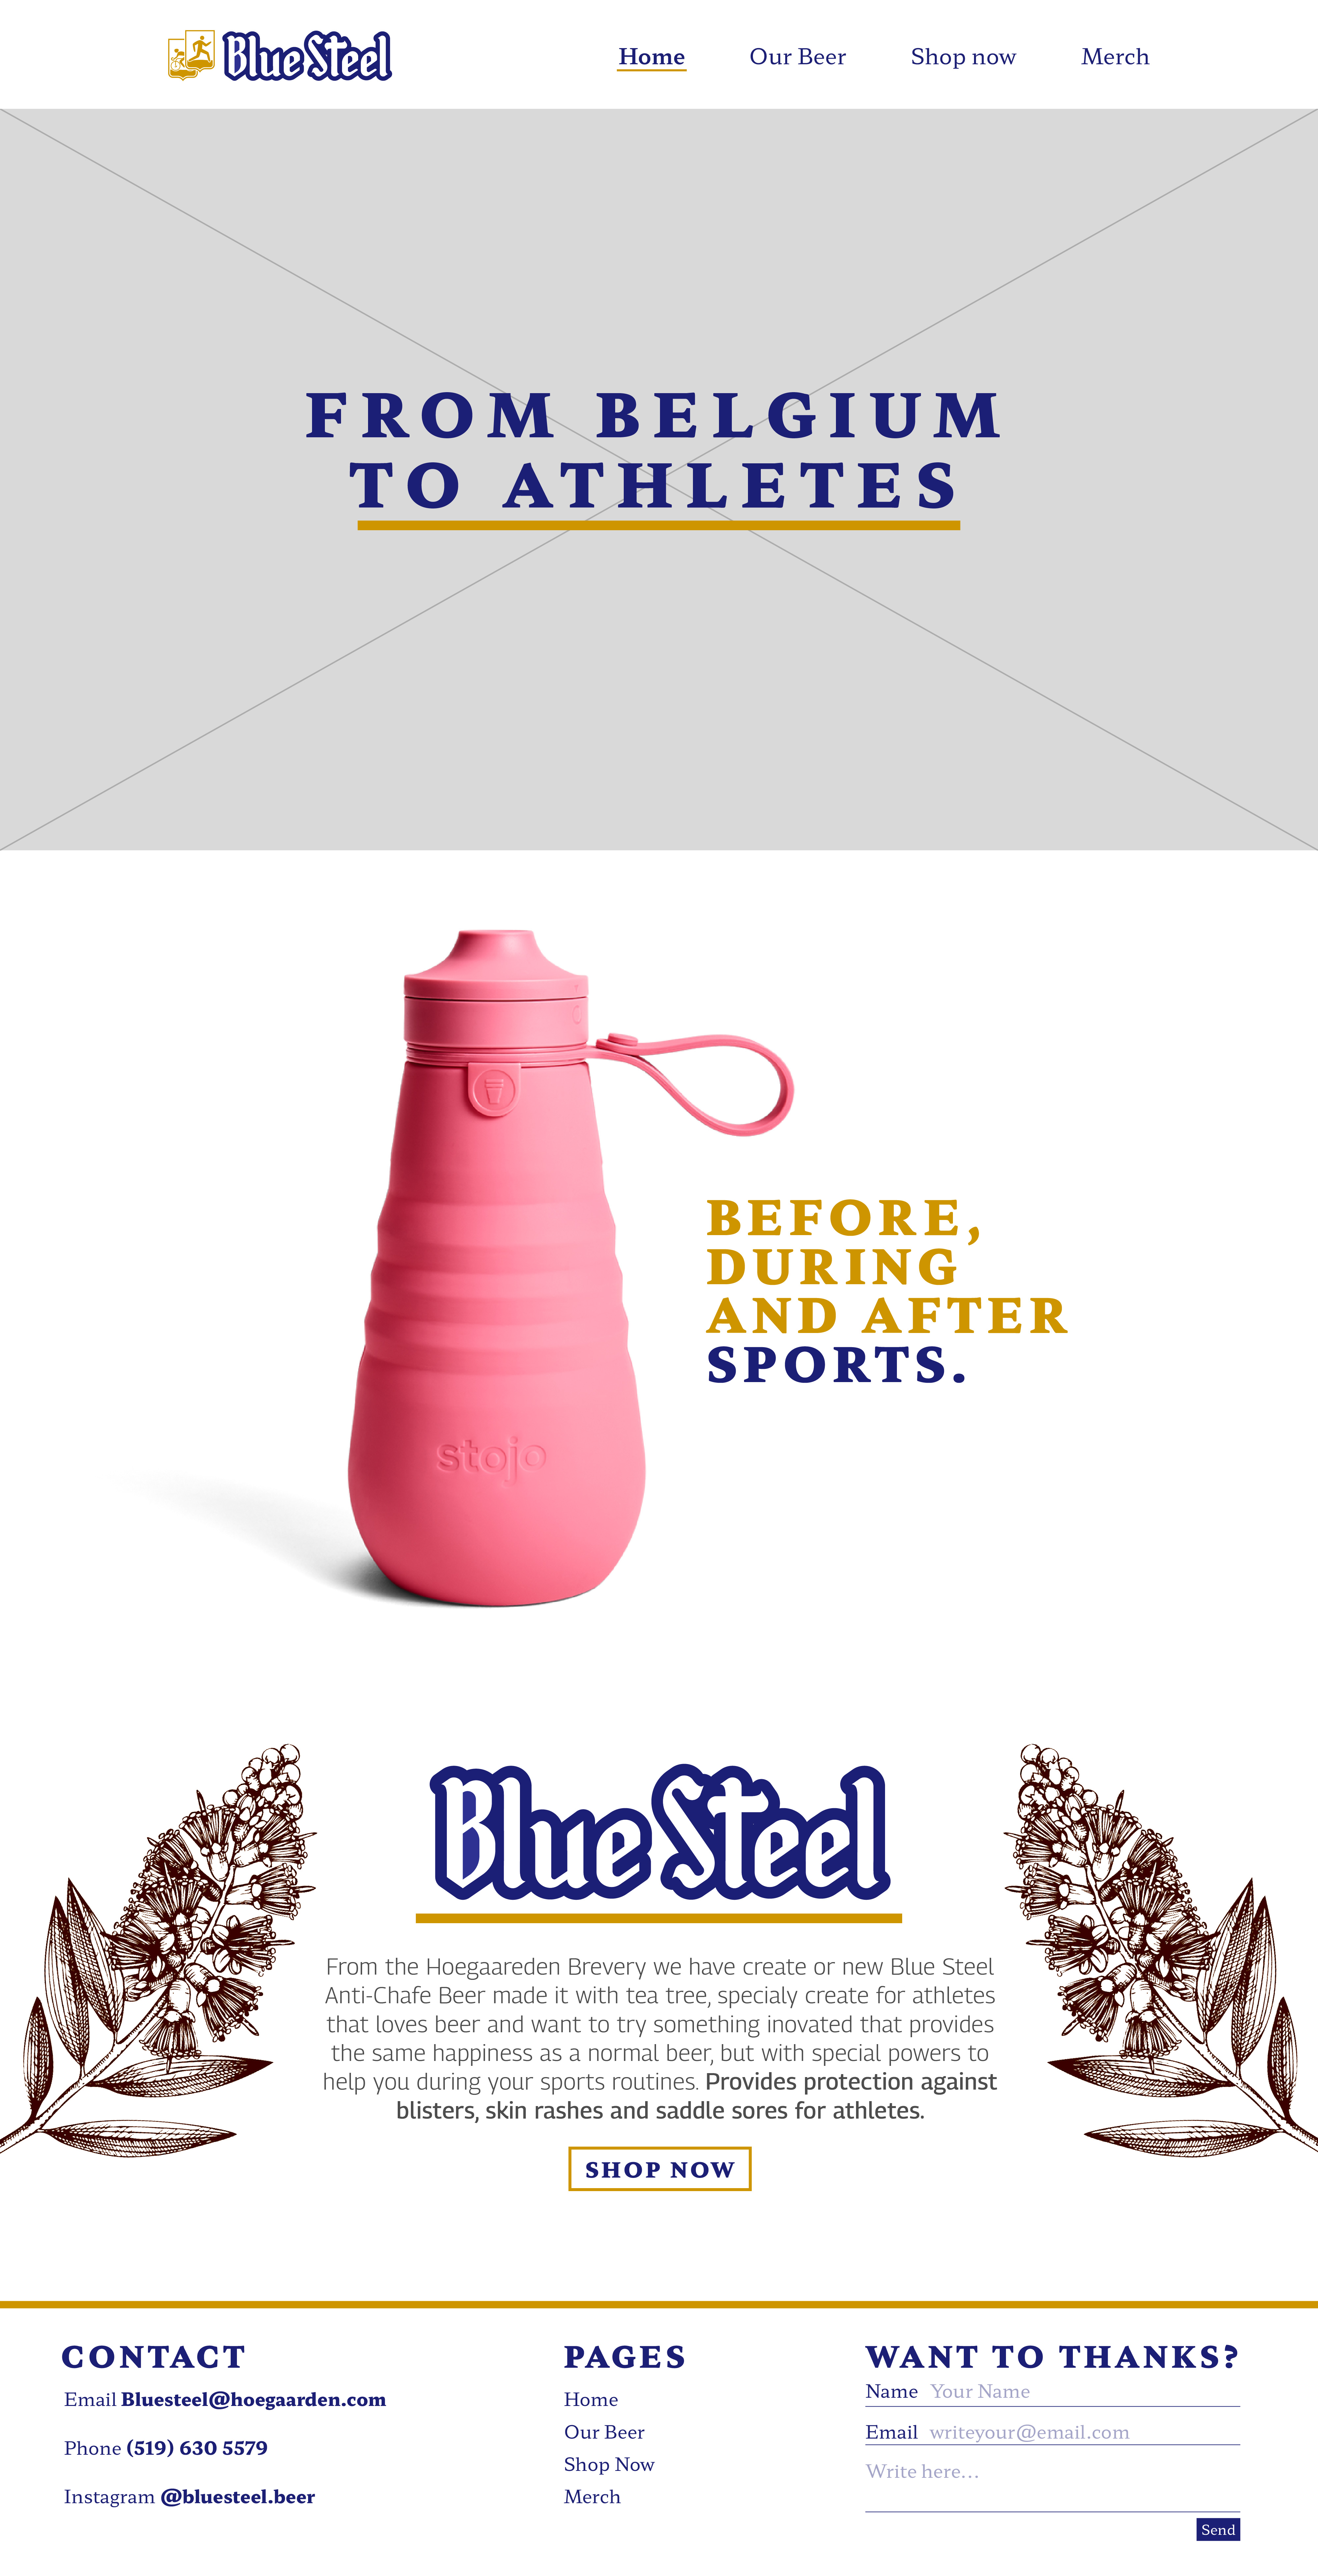 Blue Steel
Home
Our Beer
Shop now
Merch
FROM BELGIUM
TO ATHLETES
BEFORE,
DURING
AND AFTER
SPORTS.
stojo
Blue Steel
From the Hoegaareden Brevery we have create or new Blue Steel
Anti-Chafe Beer made it with tea tree, specialy create for athletes
that loves beer and want to try something inovated that provides
the same happiness as a normal beer, but with special powers to
help you during your sports routines. Provides protection against
blisters, skin rashes and saddle sores for athletes.
SHOP NOW
CONTACT
Email Bluesteel@hoegaarden.com
Phone (519) 630 5579
Instagram @bluesteel.beer
PAGES
Home
Our Beer
Shop Now
Merch
WANT TO THANKS?
Name Your Name
Email writeyour@email.com
Write here...
Send